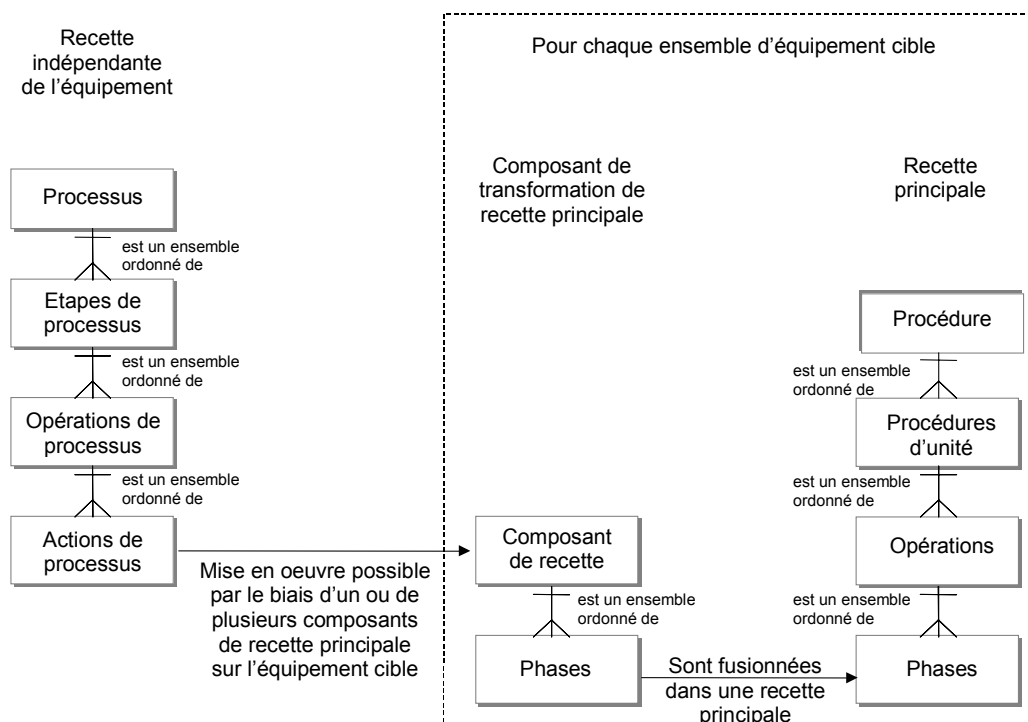 Recette
indépendante
de l'équipement
Pour chaque ensemble d'équipement cible
Composant de
transformation de
recette principale
Recette
principale
Processus
est un ensemble
ordonné de
Etapes de
processus
est un ensemble
ordonné de
Opérations de
processus
est un ensemble
ordonné de
Actions de
processus
Mise en oeuvre possible
par le biais d'un ou de
plusieurs composants
de recette principale
sur l'équipement cible
Composant
de recette
est un ensemble
ordonné de
Phases
Sont fusionnées
dans une recette
principale
Procédure
est un ensemble
ordonné de
Procédures
d'unité
est un ensemble
ordonné de
Opérations
est un ensemble
ordonné de
Phases